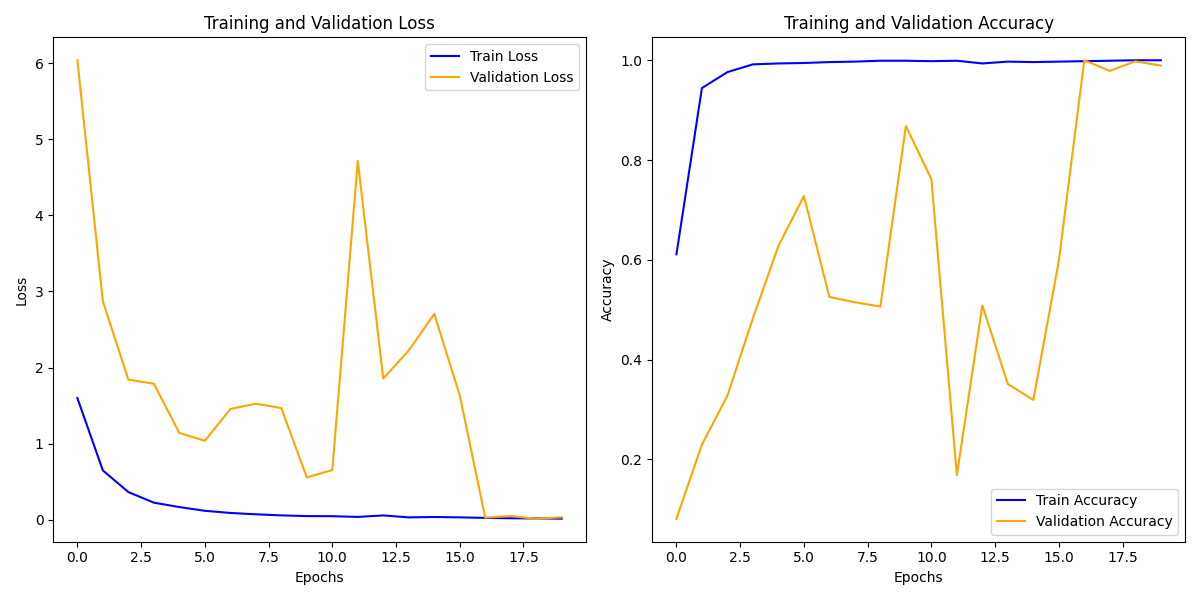 Training and Validation Loss
Train Loss
Validation Loss
6
5
4
3
2
1
0
Loss
0.0 2.5 5.0 7.5 10.0 12.5 15.0 17.5
Epochs
Training and Validation Accuracy
1.0
0.8
0.6
0.4
0.2
Accuracy
Train Accuracy
Validation Accuracy
0.0 2.5 5.0 7.5 10.0 12.5 15.0 17.5
Epochs